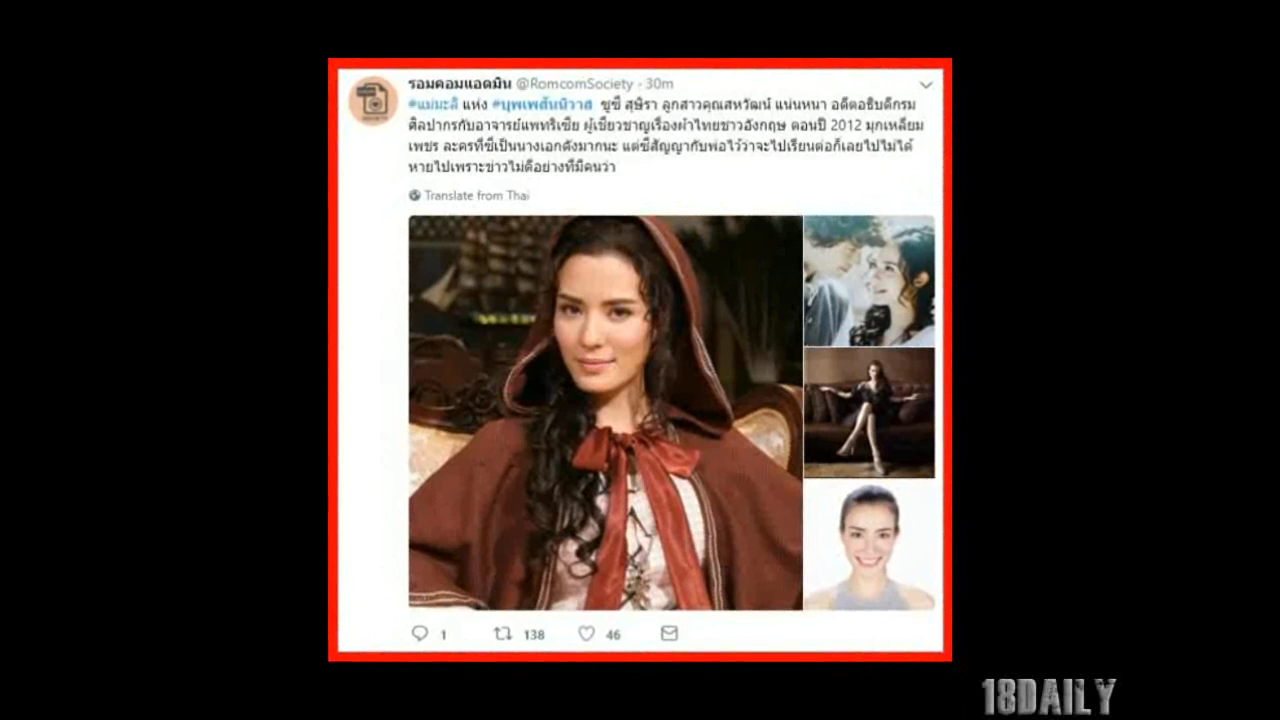 รอมคอมแอดมิน @RomcomSociety · 30m
#แม่มะลิ แห่ง #บุพเพสันนิวาส ซูซี่ สุษิรา ลูกสาวคุณสหวัฒน์ แน่นหนา อดีตอธิบดีกรม
ศิลปากรกับอาจารย์แพทริเซีย ผู้เชี่ยวชาญเรื่องผ้าไทยชาวอังกฤษ ตอนปี 2012 มุกเหลี่ยม
เพชร ละครที่ซี่เป็นนางเอกดังมากนะ แต่ซี่สัญญากับพ่อไว้ว่าจะไปเรียนต่อก็เลยไปไม่ได้
หายไปเพราะข่าวไม่ดีอย่างที่มีคนว่า
Translate from Thai
1 138 46
18DAILY